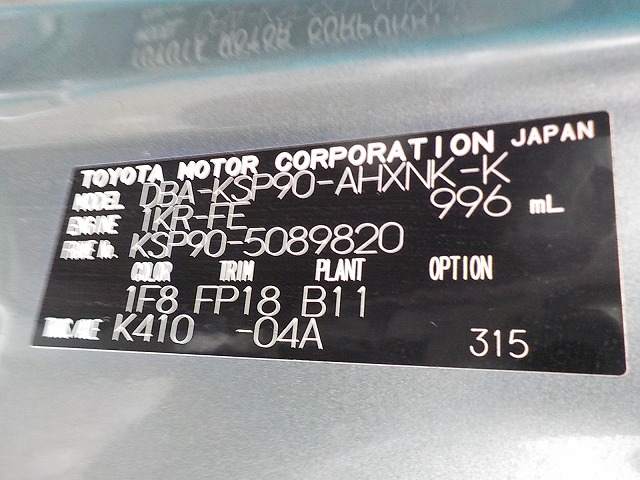 TOYOTA MOTOR CORPORATION JAPAN
MODEL DBA-KSP90-AHXNK-K
ENGINE 1KR-FE 996 mL
FRAME No. KSP90-5089820
COLOR TRIM PLANT OPTION
1F8 FP18 B11
TRANS/AXLE K410 -04A 315